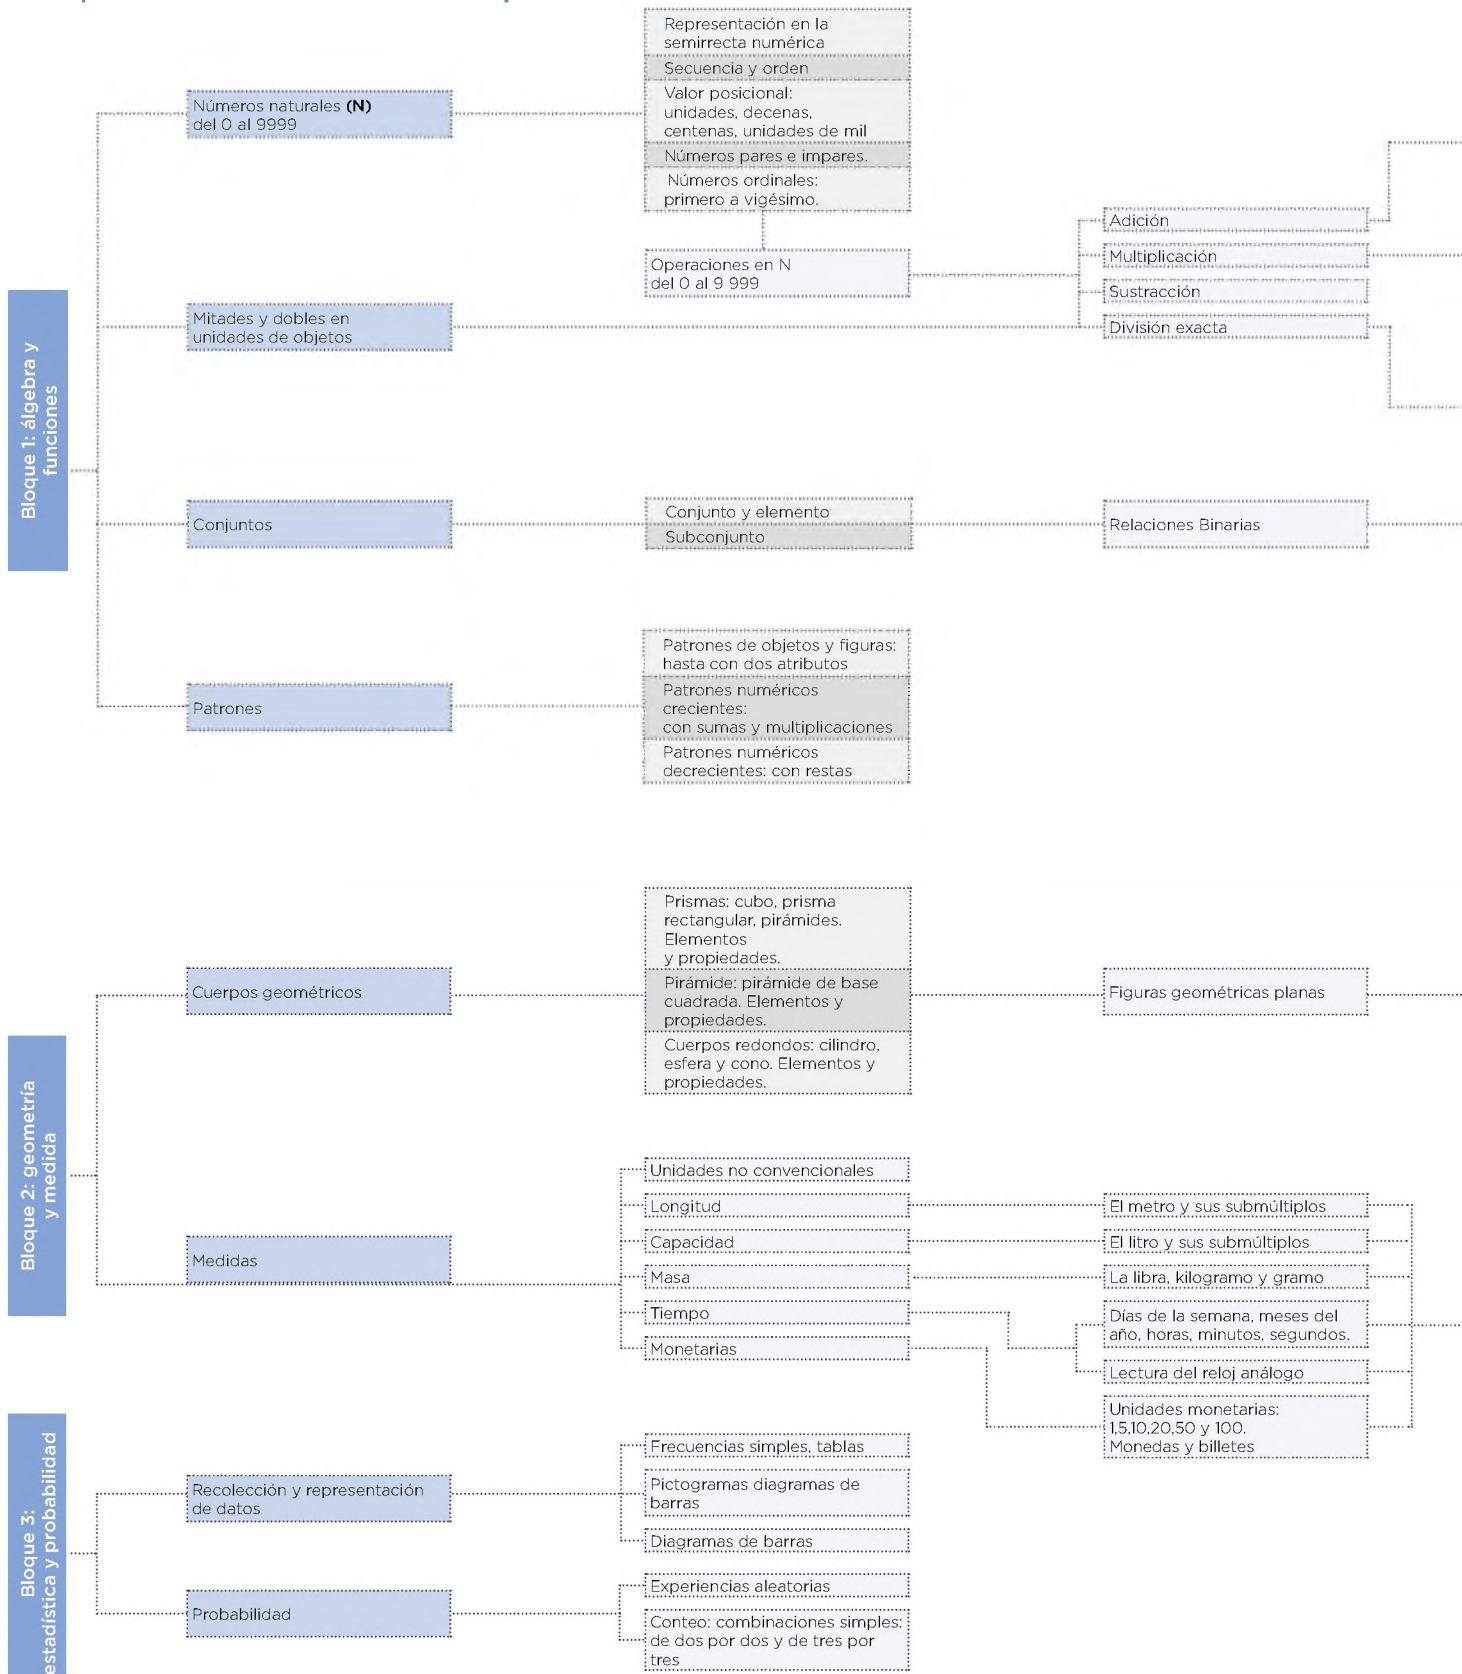 Bloque 1: álgebra y
funciones
Números naturales (N)
del 0 al 9999
Representación en la
semirrecta numérica
Secuencia y orden
Valor posicional:
unidades, decenas,
centenas, unidades de mil
Números pares e impares.
Números ordinales:
primero a vigésimo.
Operaciones en N
del 0 al 9 999
Adición
Multiplicación
Sustracción
División exacta
Mitades y dobles en
unidades de objetos
Conjuntos
Conjunto y elemento
Subconjunto
Relaciones Binarias
Patrones
Patrones de objetos y figuras:
hasta con dos atributos
Patrones numéricos
crecientes:
con sumas y multiplicaciones
Patrones numéricos
decrecientes: con restas
Bloque 2: geometría
y medida
Cuerpos geométricos
Prismas: cubo, prisma
rectangular, pirámides.
Elementos
y propiedades.
Pirámide: pirámide de base
cuadrada. Elementos y
propiedades.
Cuerpos redondos: cilindro,
esfera y cono. Elementos y
propiedades.
Figuras geométricas planas
Medidas
Unidades no convencionales
Longitud
Capacidad
Masa
Tiempo
Monetarias
El metro y sus submúltiplos
El litro y sus submúltiplos
La libra, kilogramo y gramo
Días de la semana, meses del
año, horas, minutos, segundos.
Lectura del reloj análogo
Unidades monetarias:
1,5,10,20,50 y 100.
Monedas y billetes
Bloque 3:
estadística y probabilidad
Recolección y representación
de datos
Frecuencias simples, tablas
Pictogramas diagramas de
barras
Diagramas de barras
Probabilidad
Experiencias aleatorias
Conteo: combinaciones simples:
de dos por dos y de tres por
tres